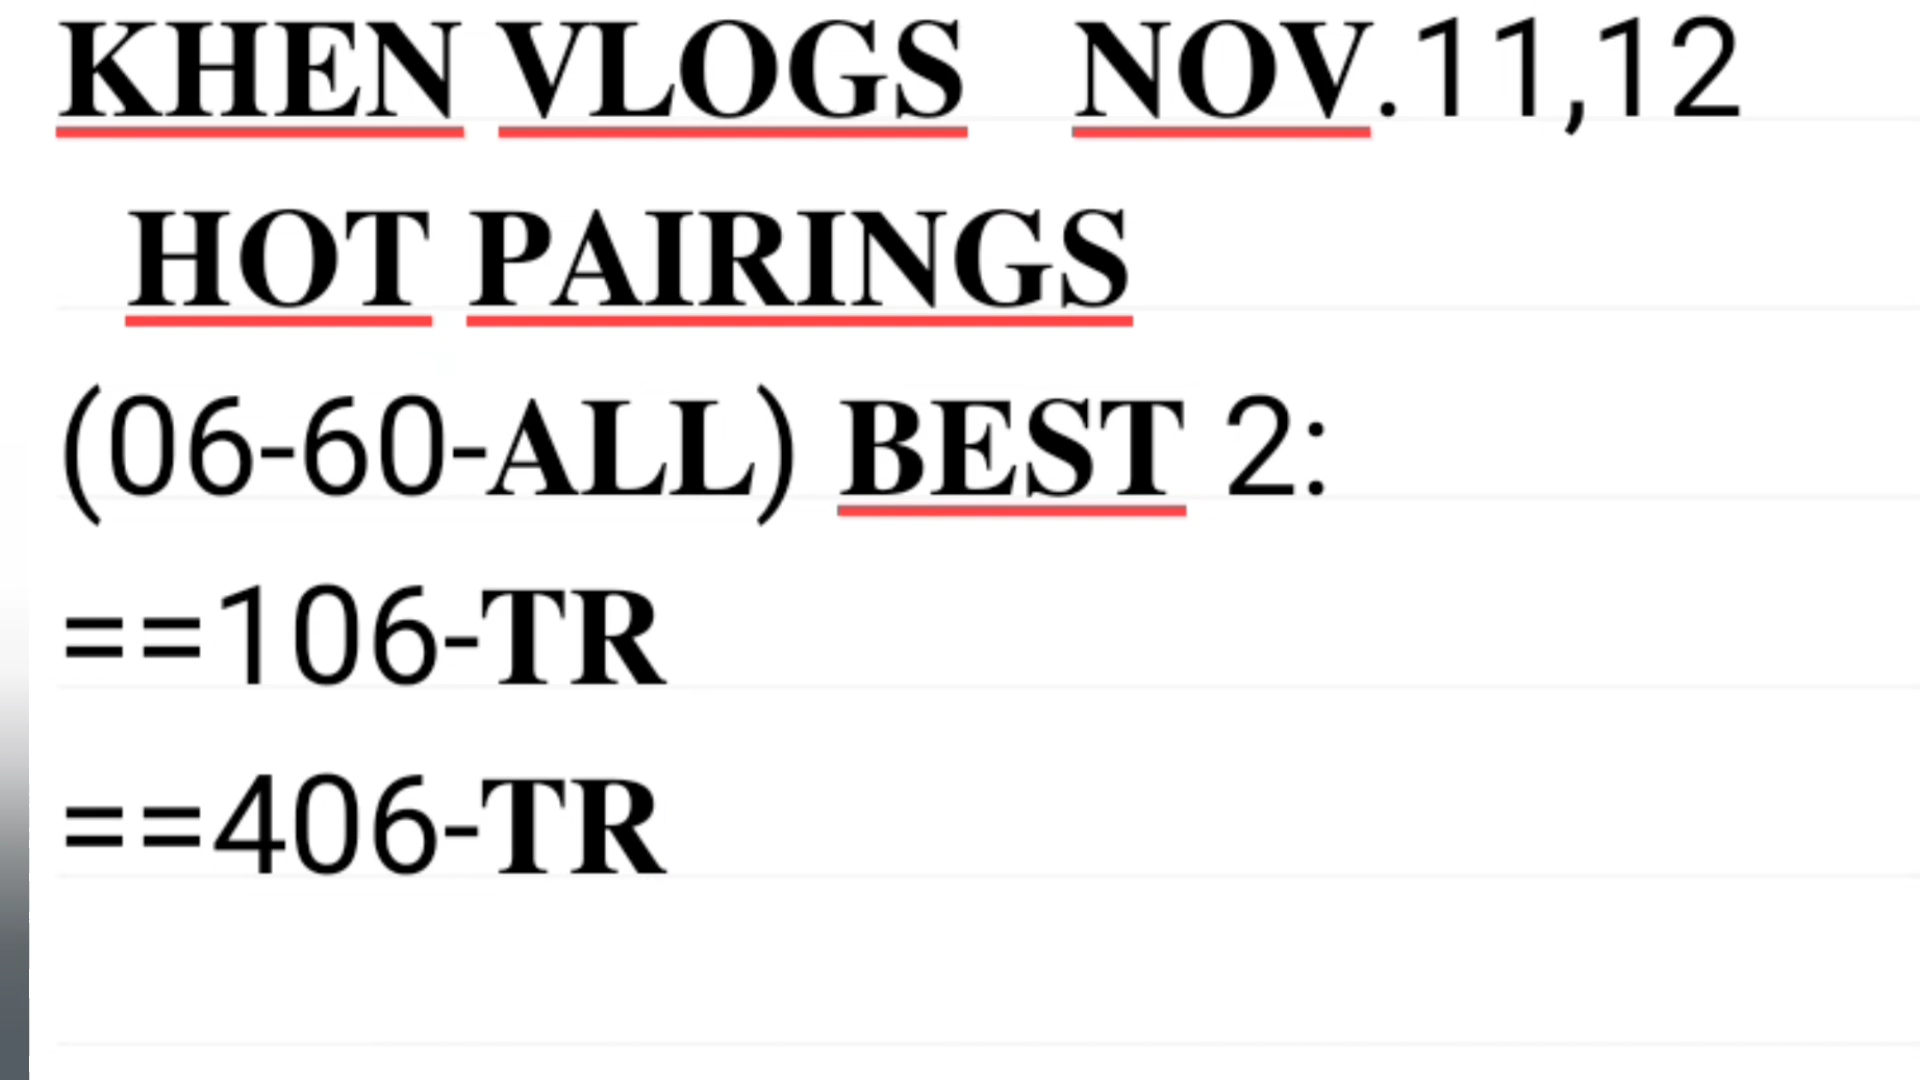 KHEN VLOGS NOV.11,12
HOT PAIRINGS
(06-60-ALL) BEST 2:
==106-TR
==406-TR